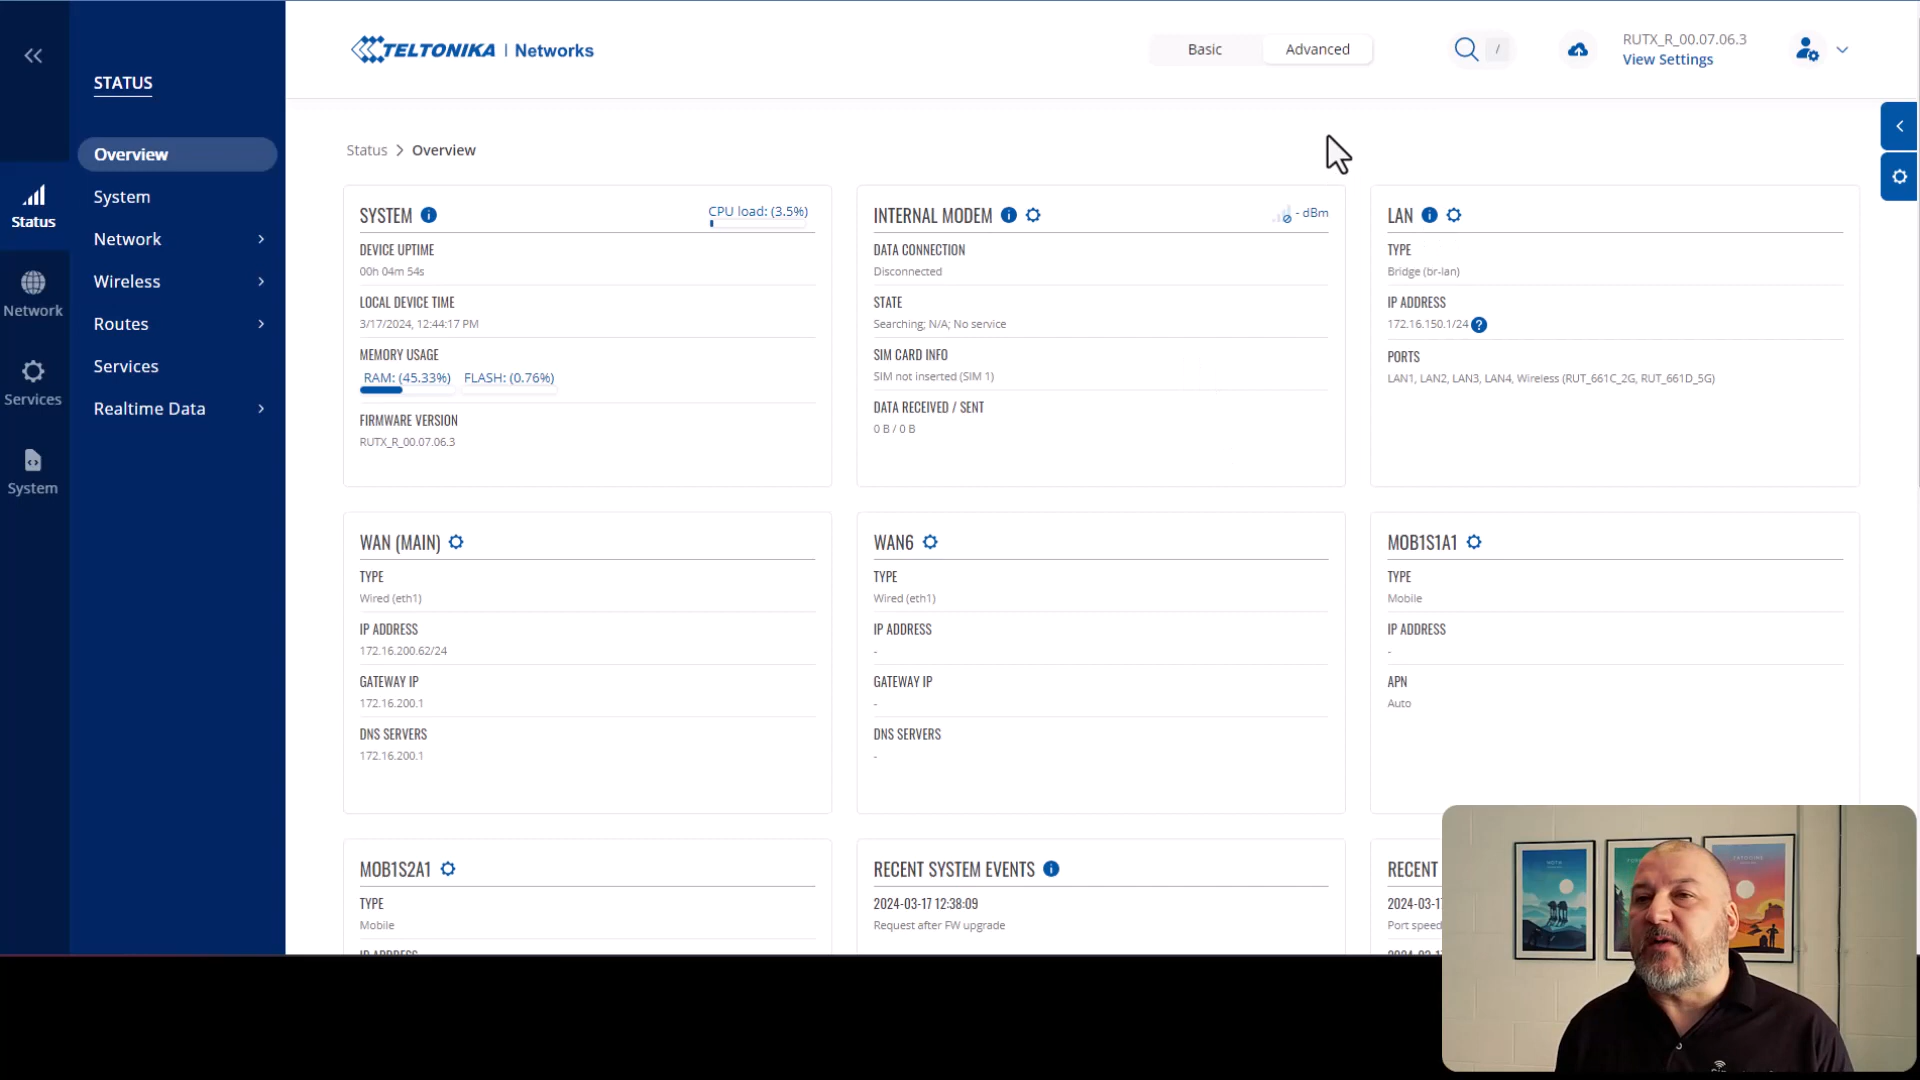 TELTONIKA | Networks
Basic
Advanced
/
RUTX_R_00.07.06.3
View Settings
STATUS
Overview
System
Network
Wireless
Routes
Services
Realtime Data
Status
Network
Services
System
Status > Overview
SYSTEM
CPU load: (3.5%)
DEVICE UPTIME
00h 04m 54s
LOCAL DEVICE TIME
3/17/2024, 12:44:17 PM
MEMORY USAGE
RAM: (45.33%) FLASH: (0.76%)
FIRMWARE VERSION
RUTX_R_00.07.06.3
INTERNAL MODEM
- dBm
DATA CONNECTION
Disconnected
STATE
Searching; N/A; No service
SIM CARD INFO
SIM not inserted (SIM 1)
DATA RECEIVED / SENT
0 B / 0 B
LAN
TYPE
Bridge (br-lan)
IP ADDRESS
172.16.150.1/24
PORTS
LAN1, LAN2, LAN3, LAN4, Wireless (RUT_661C_2G, RUT_661D_5G)
WAN (MAIN)
TYPE
Wired (eth1)
IP ADDRESS
172.16.200.62/24
GATEWAY IP
172.16.200.1
DNS SERVERS
172.16.200.1
WAN6
TYPE
Wired (eth1)
IP ADDRESS
-
GATEWAY IP
-
DNS SERVERS
-
MOB1S1A1
TYPE
Mobile
IP ADDRESS
-
APN
Auto
MOB1S2A1
TYPE
Mobile
IP ADDRESS
RECENT SYSTEM EVENTS
2024-03-17 12:38:09
Request after FW upgrade
RECENT
2024-03-1
Port speed